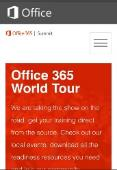 Office
Office 365 | Summit
Office 365
World Tour
We are taking the show on the
road, get your training direct
from the source. Check out our
local events, download all the
readiness resources you need